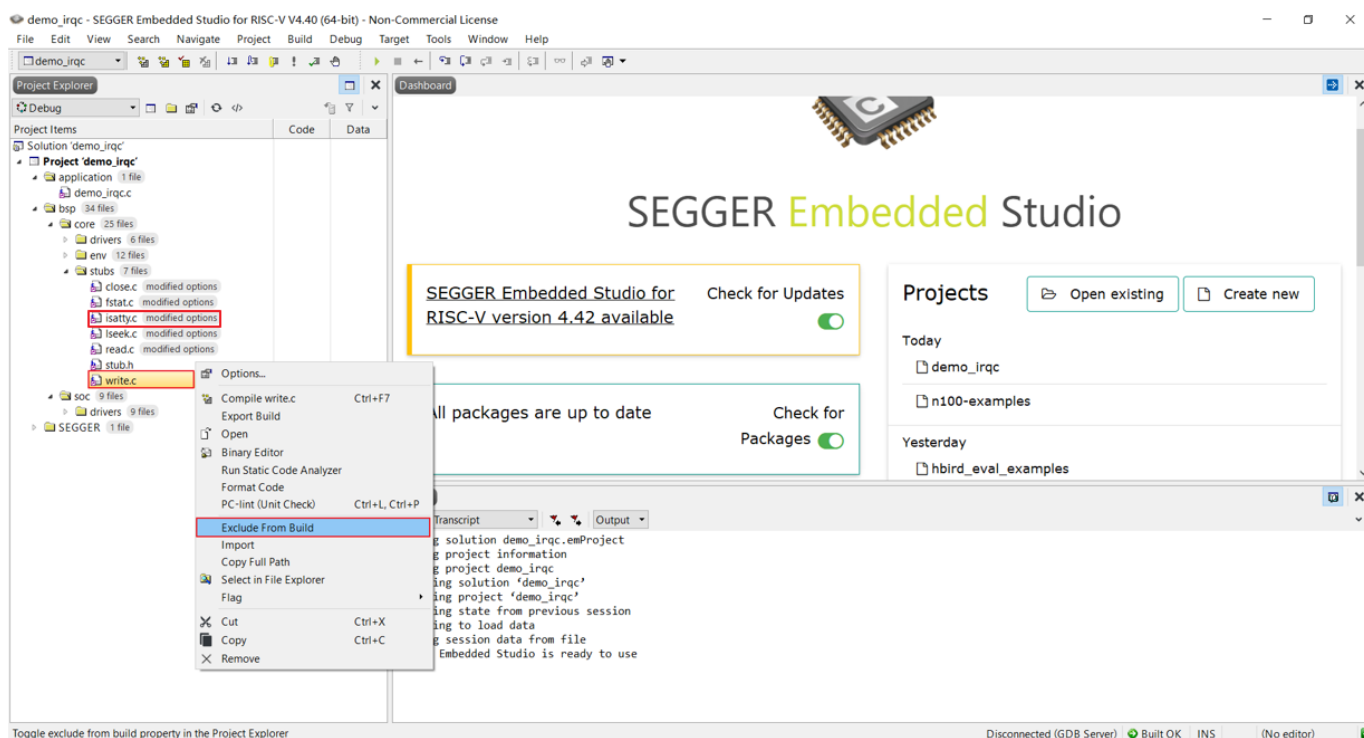 demo_irqc - SEGGER Embedded Studio for RISC-V V4.40 (64-bit) - Non-Commercial License
File Edit View Search Navigate Project Build Debug Target Tools Window Help
demo_irqc
Project Explorer
Debug
Project Items Code Data
Solution 'demo_irqc'
Project 'demo_irqc'
application 1 file
demo_irqc.c
bsp 34 files
core 25 files
drivers 6 files
env 12 files
stubs 7 files
close.c modified options
fstat.c modified options
isatty.c modified options
lseek.c modified options
read.c modified options
stub.h
write.c
soc 9 files
drivers 9 files
SEGGER 1 file
Options...
Compile write.c Ctrl+F7
Export Build
Open
Binary Editor
Run Static Code Analyzer
Format Code
PC-lint (Unit Check) Ctrl+L, Ctrl+P
Exclude From Build
Import
Copy Full Path
Select in File Explorer
Flag
Cut Ctrl+X
Copy Ctrl+C
Remove
Dashboard
C
SEGGER Embedded Studio
SEGGER Embedded Studio for
RISC-V version 4.42 available
Check for Updates
All packages are up to date
Check for
Packages
Projects
Open existing
Create new
Today
demo_irqc
n100-examples
Yesterday
hbird_eval_examples
Transcript Output
g solution demo_irqc.emProject
g project information
g project demo_irqc
ing solution ‘demo_irqc’
ing project ‘demo_irqc’
ing state from previous session
ing to load data
g session data from file
Embedded Studio is ready to use
Toggle exclude from build property in the Project Explorer
Disconnected (GDB Server) Built OK INS (No editor)